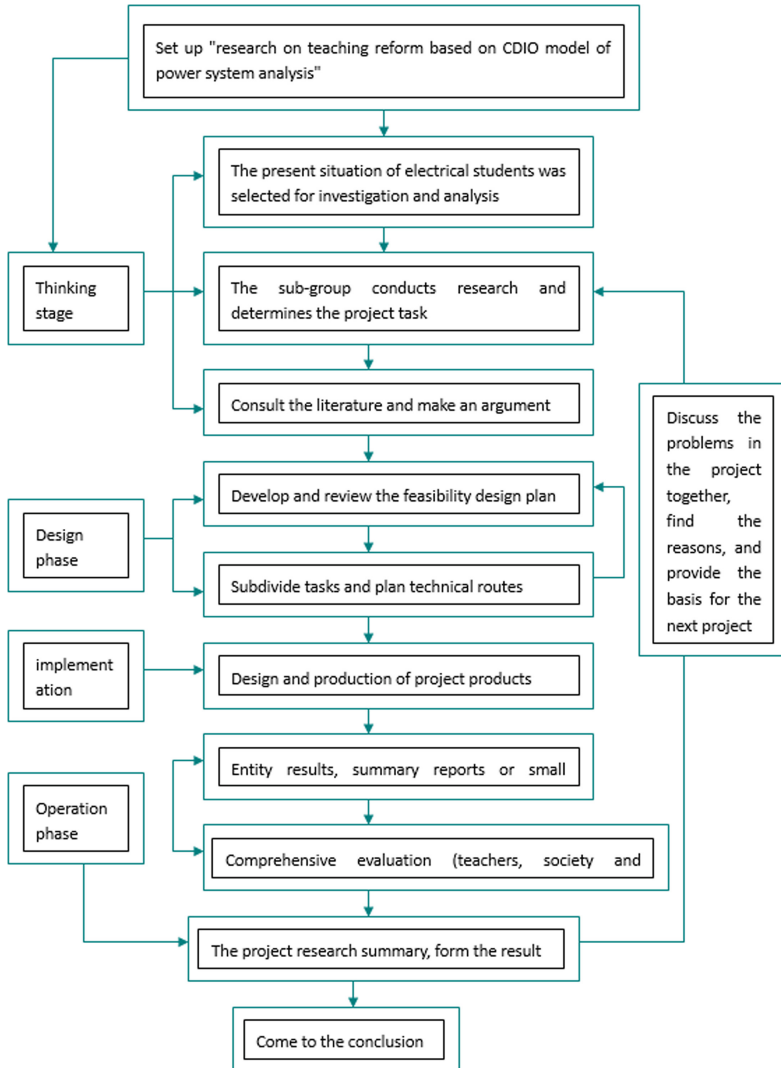 Set up "research on teaching reform based on CDIO model of
power system analysis"
The present situation of electrical students was
selected for investigation and analysis
Thinking
stage
The sub-group conducts research and
determines the project task
Consult the literature and make an argument
Discuss the
problems in
the project
together,
find the
reasons, and
provide the
basis for the
next project
Develop and review the feasibility design plan
Design
phase
Subdivide tasks and plan technical routes
implement
ation
Design and production of project products
Entity results, summary reports or small
Operation
phase
Comprehensive evaluation (teachers, society and
The project research summary, form the result
Come to the conclusion